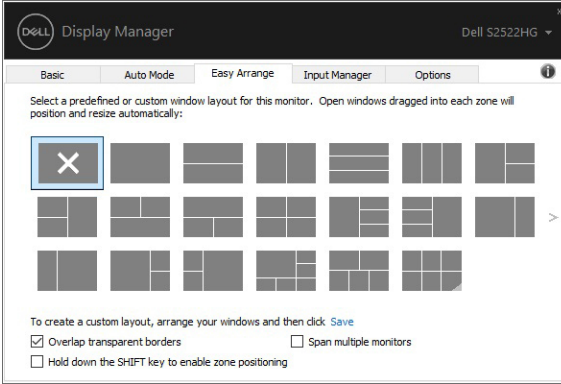 DELL Display Manager
Dell S2522HG
Basic
Auto Mode
Easy Arrange
Input Manager
Options
Select a predefined or custom window layout for this monitor. Open windows dragged into each zone will
position and resize automatically:
To create a custom layout, arrange your windows and then click Save
Overlap transparent borders
Span multiple monitors
Hold down the SHIFT key to enable zone positioning